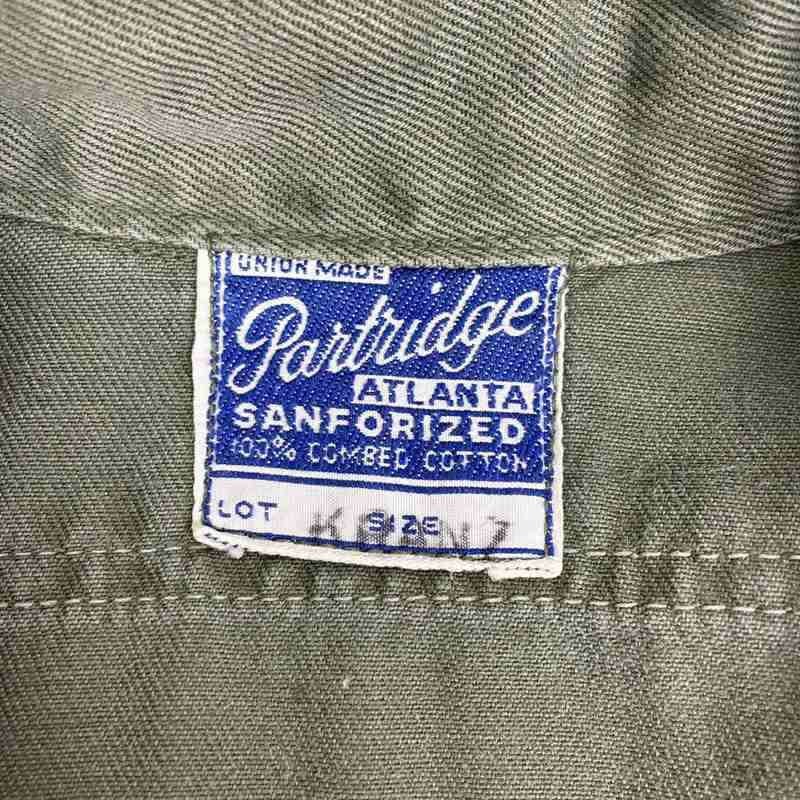 UNION MADE
Partridge
ATLANTA
SANFORIZED
100% COMBED COTTON
LOT SIZE